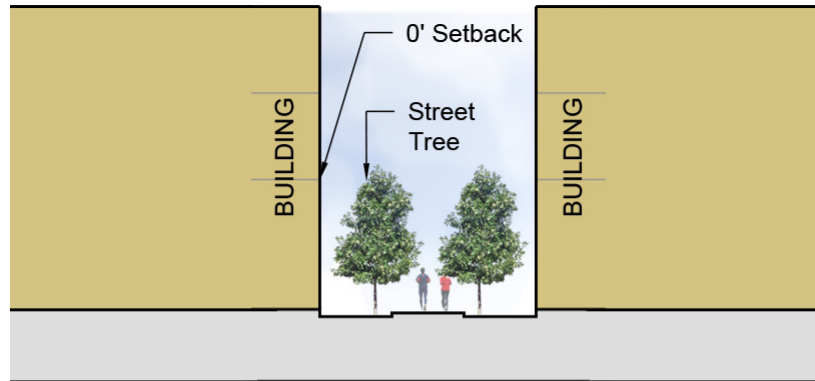 0' Setback
Street
Tree
BUILDING
BUILDING